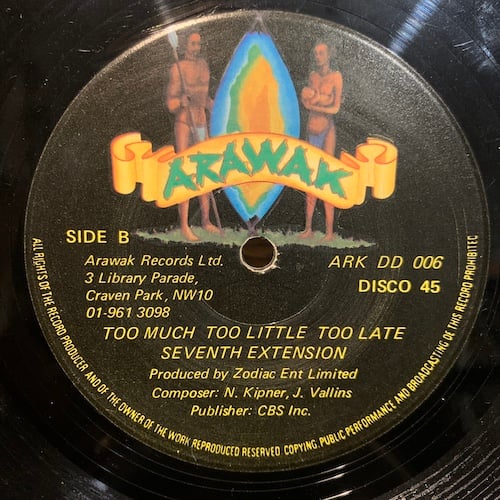 ARAWAK
SIDE B
Arawak Records Ltd.
3 Library Parade,
Craven Park, NW10
01-961 3098
ARK DD 006
DISCO 45
TOO MUCH TOO LITTLE TOO LATE
SEVENTH EXTENSION
Produced by Zodiac Ent Limited
Composer: N. Kipner, J. Vallins
Publisher: CBS Inc.
ALL RIGHTS OF THE RECORD PRODUCER AND OF THE OWNER OF THE WORK REPRODUCED RESERVED. COPYING, PUBLIC PERFORMANCE AND BROADCASTING OF THIS RECORD PROHIBITED